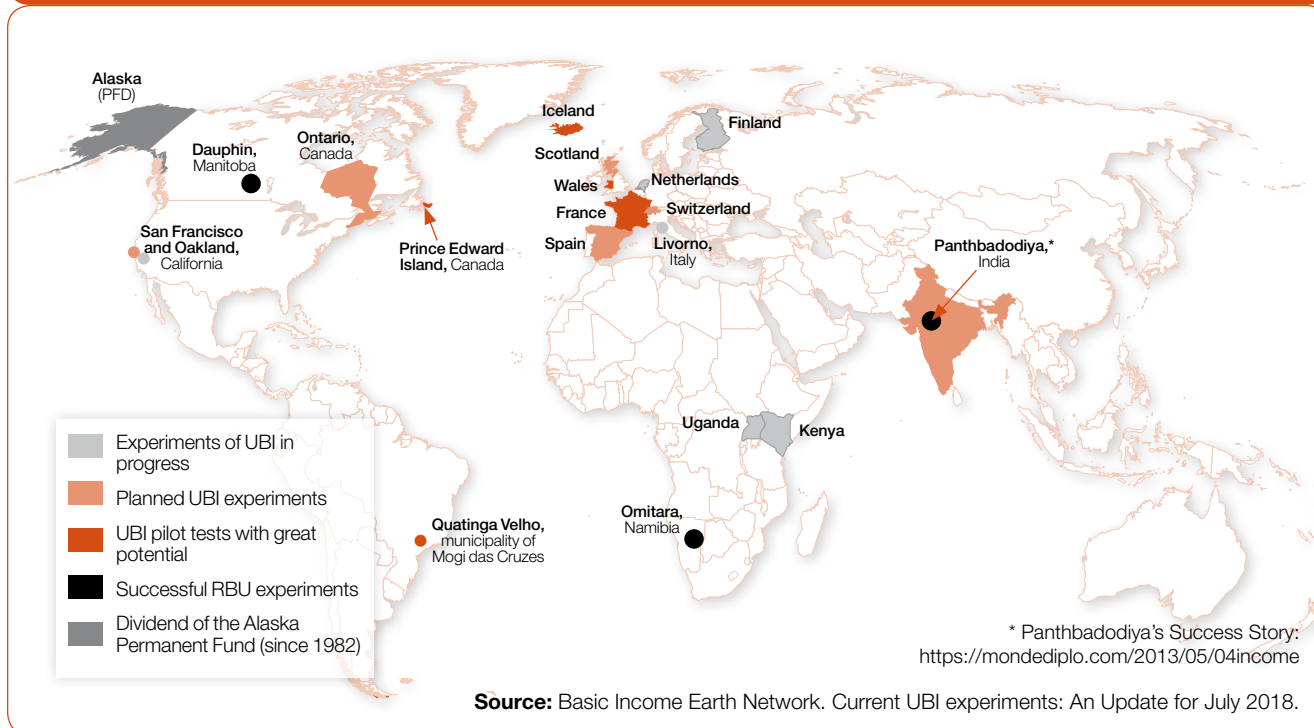 Alaska
(PFD)
Dauphin,
Manitoba
Ontario,
Canada
San Francisco
and Oakland,
California
Prince Edward
Island, Canada
Iceland
Finland
Scotland
Wales
Netherlands
France
Switzerland
Spain
Livorno,
Italy
Panthbadodiya,*
India
Uganda
Kenya
Omitara,
Namibia
Quatinga Velho,
municipality of
Mogi das Cruzes
Experiments of UBI in
progress
Planned UBI experiments
UBI pilot tests with great
potential
Successful RBU experiments
Dividend of the Alaska
Permanent Fund (since 1982)
* Panthbadodiya’s Success Story:
https://mondediplo.com/2013/05/04income
Source: Basic Income Earth Network. Current UBI experiments: An Update for July 2018.